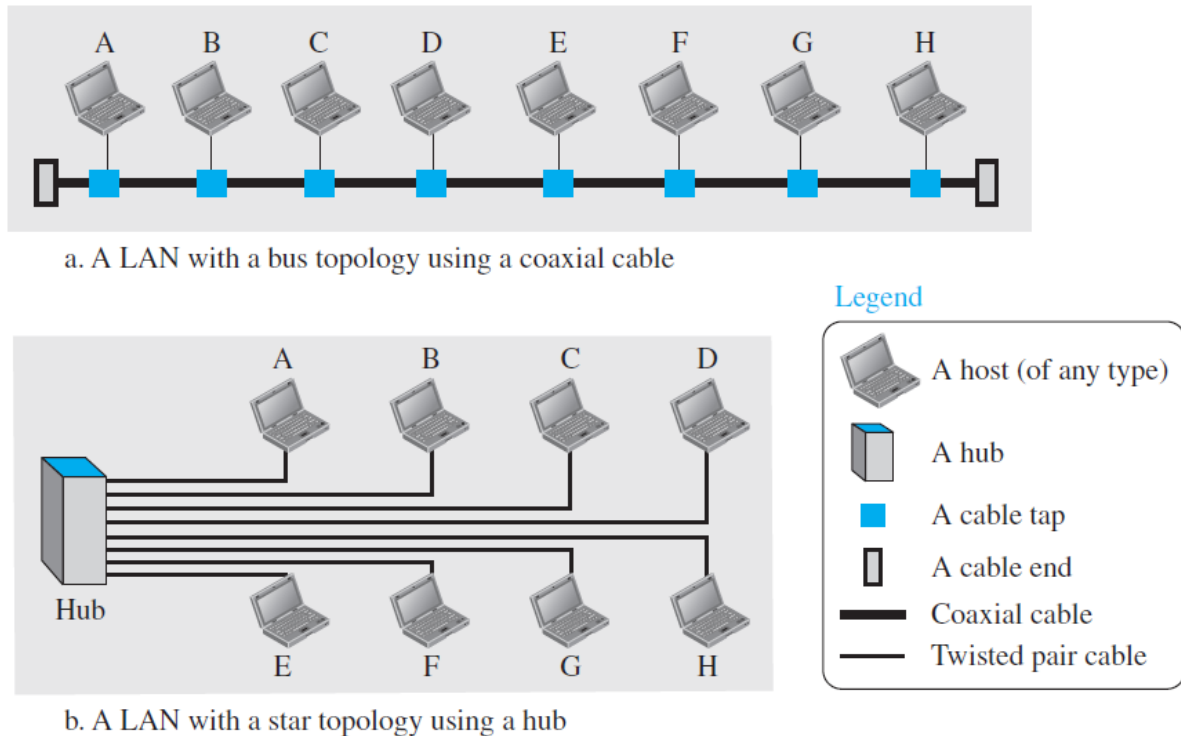 A B C D E F G H
a. A LAN with a bus topology using a coaxial cable
A B C D
Hub
E F G H
b. A LAN with a star topology using a hub
Legend
A host (of any type)
A hub
A cable tap
A cable end
Coaxial cable
Twisted pair cable